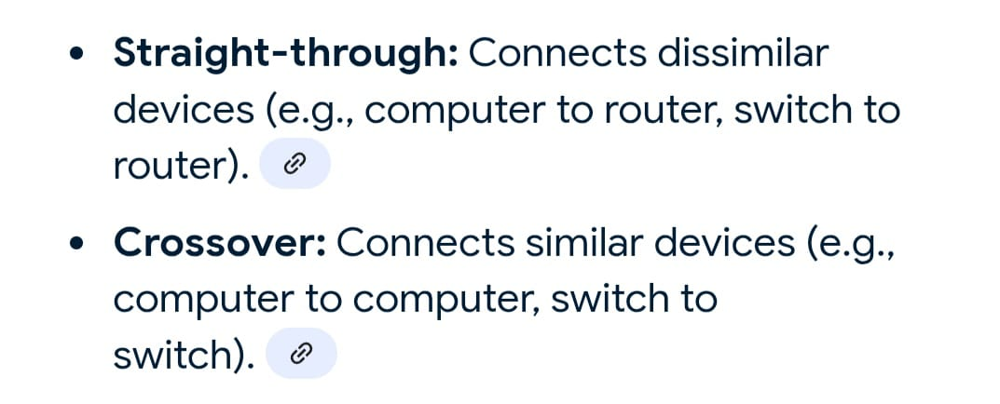 • Straight-through: Connects dissimilar
devices (e.g., computer to router, switch to
router).
• Crossover: Connects similar devices (e.g.,
computer to computer, switch to
switch).